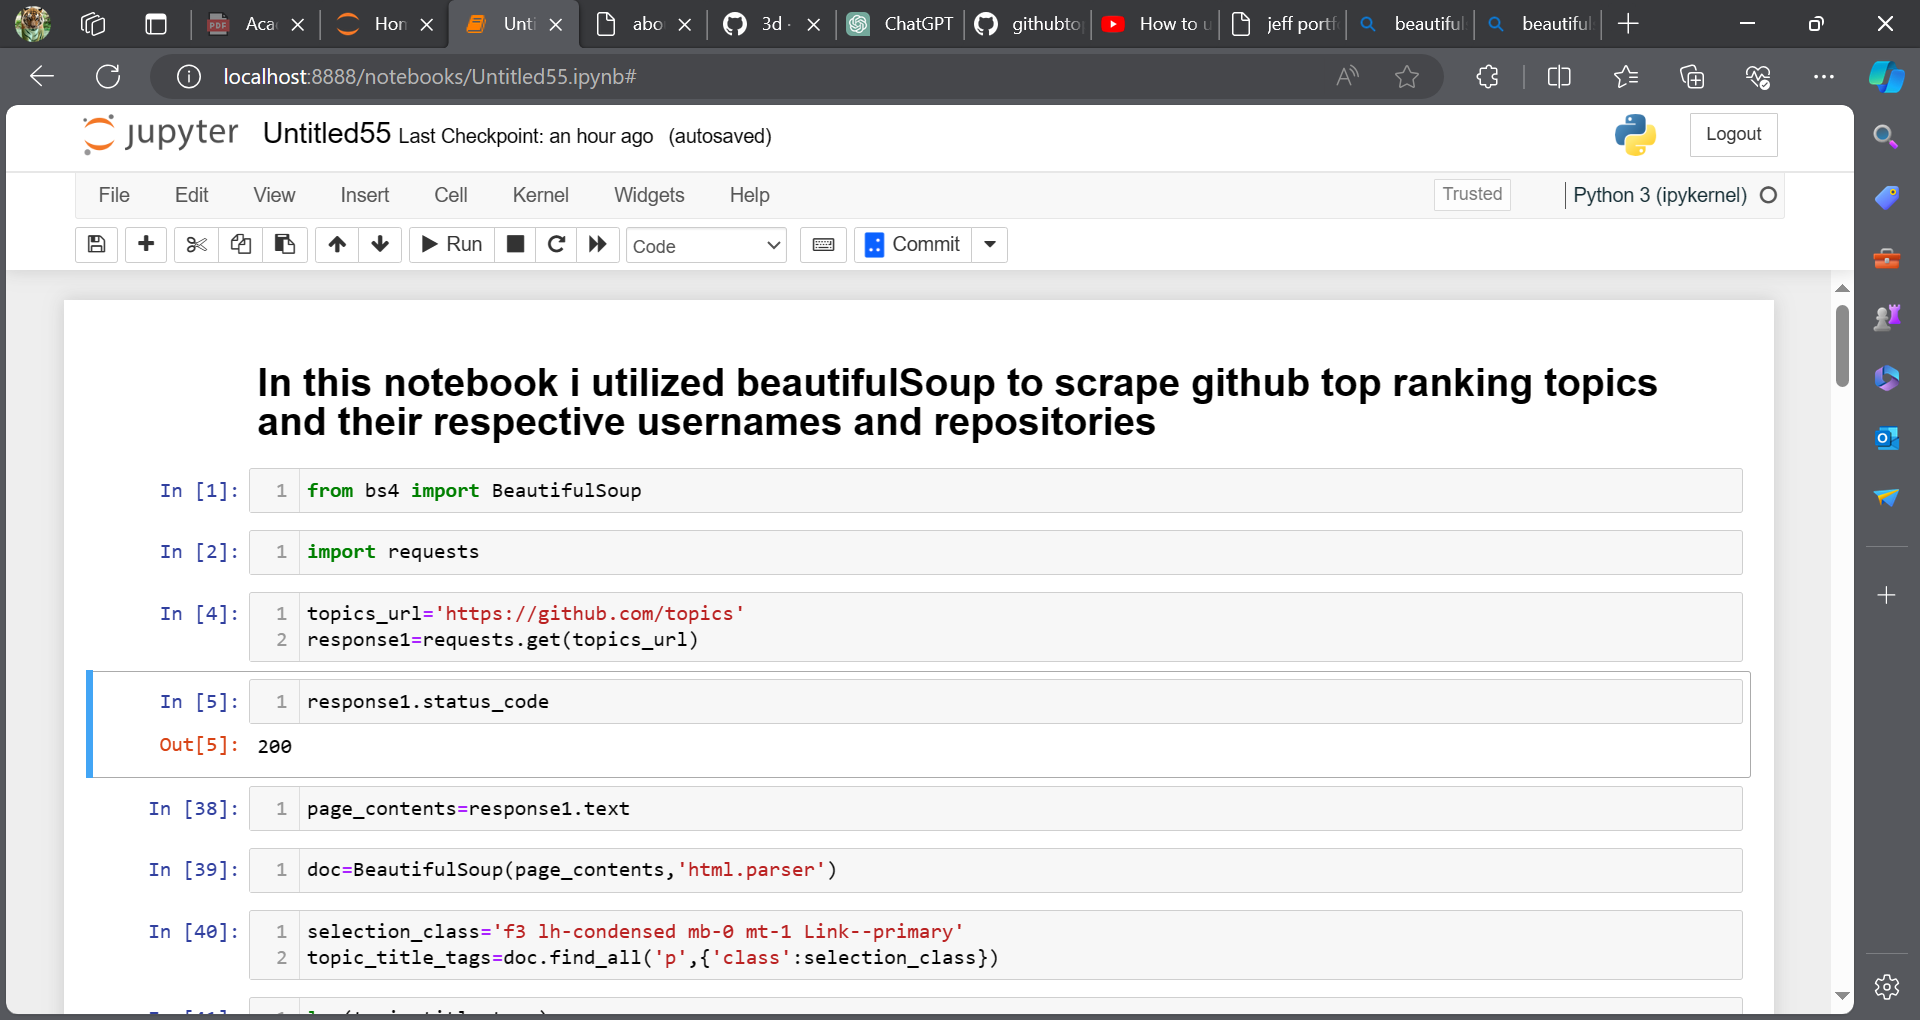 Aca
Hon
Unti
abo
3d ·
ChatGPT
githubto
How to u
jeff portf
beautiful
beautiful
localhost:8888/notebooks/Untitled55.ipynb#
jupyter Untitled55 Last Checkpoint: an hour ago (autosaved)
Logout
File Edit View Insert Cell Kernel Widgets Help
Trusted Python 3 (ipykernel)
Run Code Commit
In this notebook i utilized beautifulSoup to scrape github top ranking topics
and their respective usernames and repositories
In [1]: 1 from bs4 import BeautifulSoup
In [2]: 1 import requests
In [4]: 1 topics_url='https://github.com/topics'
2 response1=requests.get(topics_url)
In [5]: 1 response1.status_code
Out[5]: 200
In [38]: 1 page_contents=response1.text
In [39]: 1 doc=BeautifulSoup(page_contents,'html.parser')
In [40]: 1 selection_class='f3 lh-condensed mb-0 mt-1 Link--primary'
2 topic_title_tags=doc.find_all('p',{'class':selection_class})